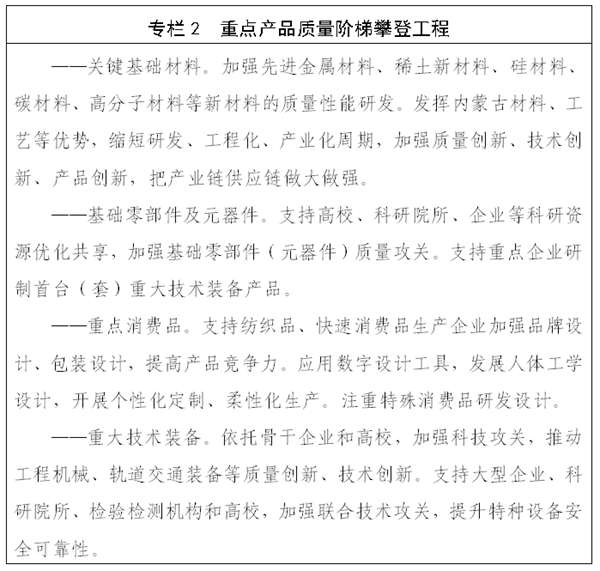 专栏2 重点产品质量阶梯攀登工程
——关键基础材料。加强先进金属材料、稀土新材料、硅材料、
碳材料、高分子材料等新材料的质量性能研发。发挥内蒙古材料、工
艺等优势，缩短研发、工程化、产业化周期，加强质量创新、技术创
新、产品创新，把产业链供应链做大做强。
——基础零部件及元器件。支持高校、科研院所、企业等科研资
源优化共享，加强基础零部件（元器件）质量攻关。支持重点企业研
制首台（套）重大技术装备产品。
——重点消费品。支持纺织品、快速消费品生产企业加强品牌设
计、包装设计，提高产品竞争力。应用数字设计工具，发展人体工学
设计，开展个性化定制、柔性化生产。注重特殊消费品研发设计。
——重大技术装备。依托骨干企业和高校，加强科技攻关，推动
工程机械、轨道交通装备等质量创新、技术创新。支持大型企业、科
研院所、检验检测机构和高校，加强联合技术攻关，提升特种设备安
全可靠性。